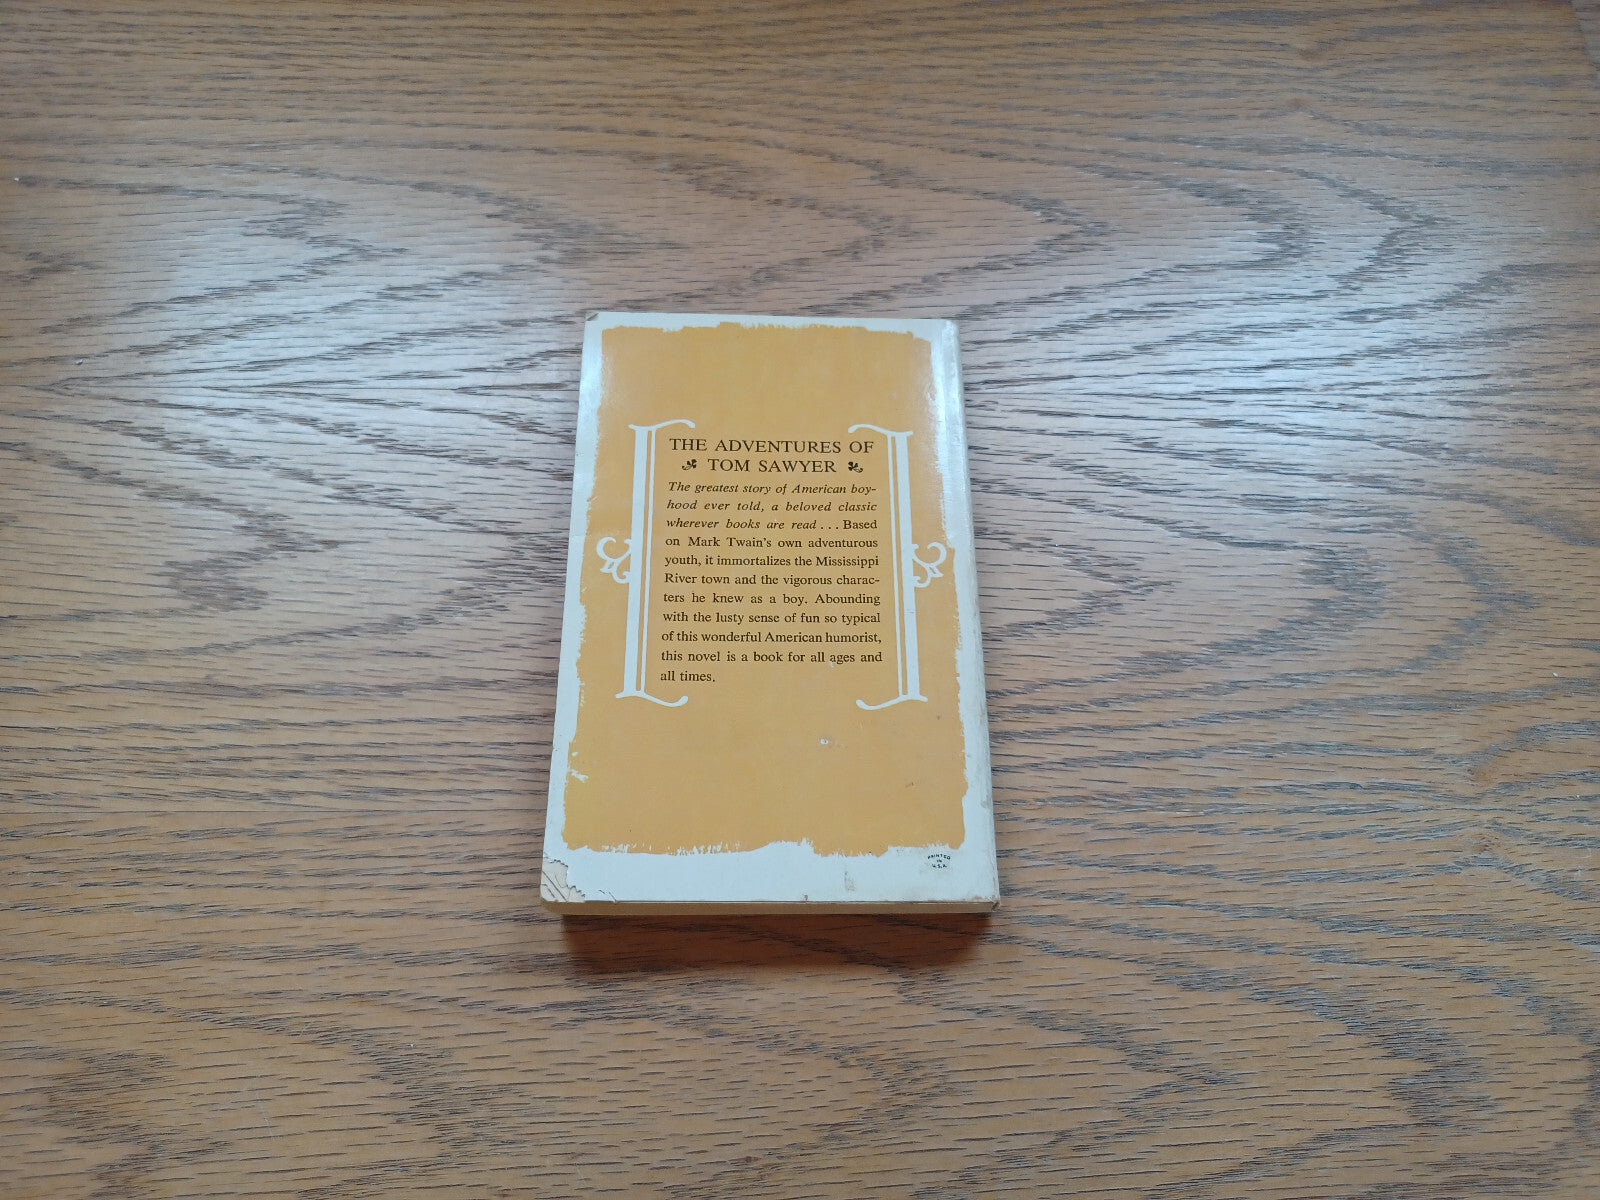 THE ADVENTURES OF
TOM SAWYER
The greatest story of American boy-
hood ever told, a beloved classic
wherever books are read ... Based
on Mark Twain's own adventurous
youth, it immortalizes the Mississippi
River town and the vigorous charac-
ters he knew as a boy. Abounding
with the lusty sense of fun so typical
of this wonderful American humorist,
this novel is a book for all ages and
all times.
PRINTED
IN
U.S.A.